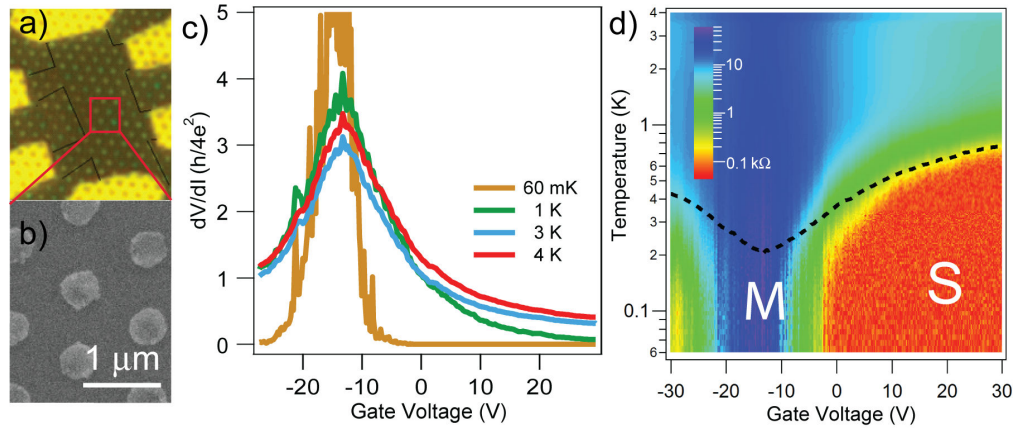 a)
b)
1 μm
c)
dV/dI (h/4e²)
5
4
3
2
1
0
60 mK
1 K
3 K
4 K
-20
-10
0
10
20
Gate Voltage (V)
d)
Temperature (K)
4
3
2
1
6
5
4
3
2
0.1
6
10
1
0.1 kΩ
M
S
-30
-20
-10
0
10
20
30
Gate Voltage (V)